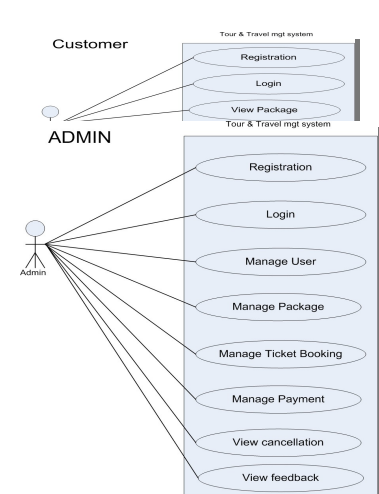 Tour & Travel mgt system
Customer
Registration
Login
View Package
Tour & Travel mgt system
ADMIN
Registration
Login
Manage User
Admin
Manage Package
Manage Ticket Booking
Manage Payment
View cancellation
View feedback